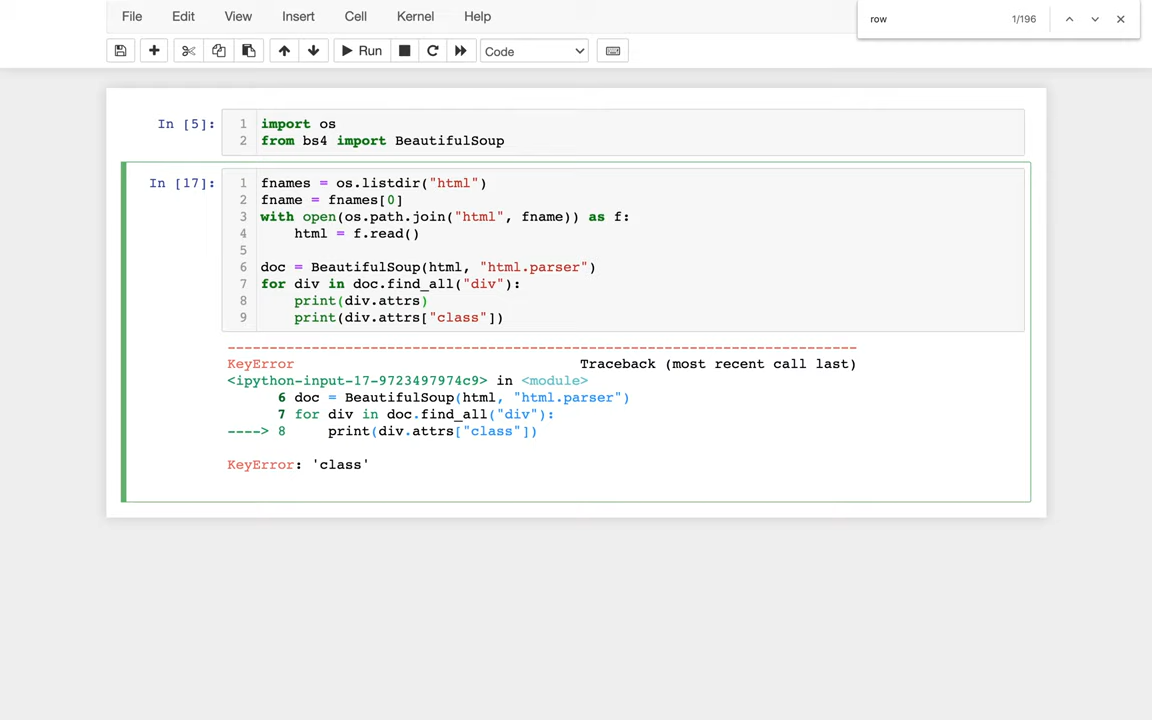 File Edit View Insert Cell Kernel Help
row 1/196
Run Code
In [5]:
1 import os
2 from bs4 import BeautifulSoup
In [17]:
1 fnames = os.listdir("html")
2 fname = fnames[0]
3 with open(os.path.join("html", fname)) as f:
4     html = f.read()
5
6 doc = BeautifulSoup(html, "html.parser")
7 for div in doc.find_all("div"):
8     print(div.attrs)
9     print(div.attrs["class"])
---------------------------------------------------------------------------
KeyError                                  Traceback (most recent call last)
<ipython-input-17-9723497974c9> in <module>
      6 doc = BeautifulSoup(html, "html.parser")
      7 for div in doc.find_all("div"):
----> 8     print(div.attrs["class"])
KeyError: 'class'